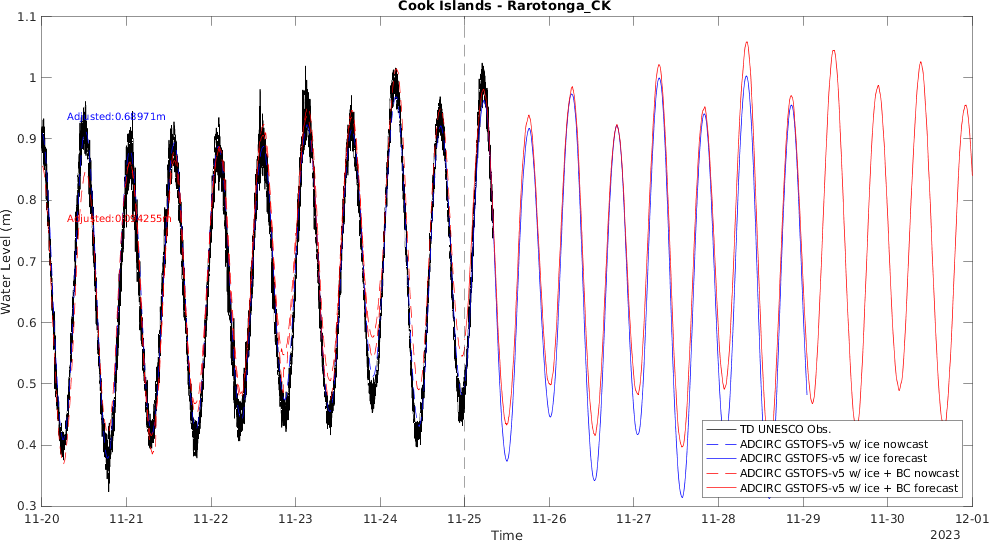 Cook Islands - Rarotonga_CK
Water Level (m)
1.1
1
0.9
0.8
0.7
0.6
0.5
0.4
0.3
Adjusted:0.68971m
TD UNESCO Obs.
ADCIRC GSTOFS-v5 w/ ice nowcast
ADCIRC GSTOFS-v5 w/ ice forecast
ADCIRC GSTOFS-v5 w/ ice + BC nowcast
ADCIRC GSTOFS-v5 w/ ice + BC forecast
11-20
11-21
11-22
11-23
11-24
11-25
11-26
11-27
11-28
11-29
11-30
12-01
Time
2023